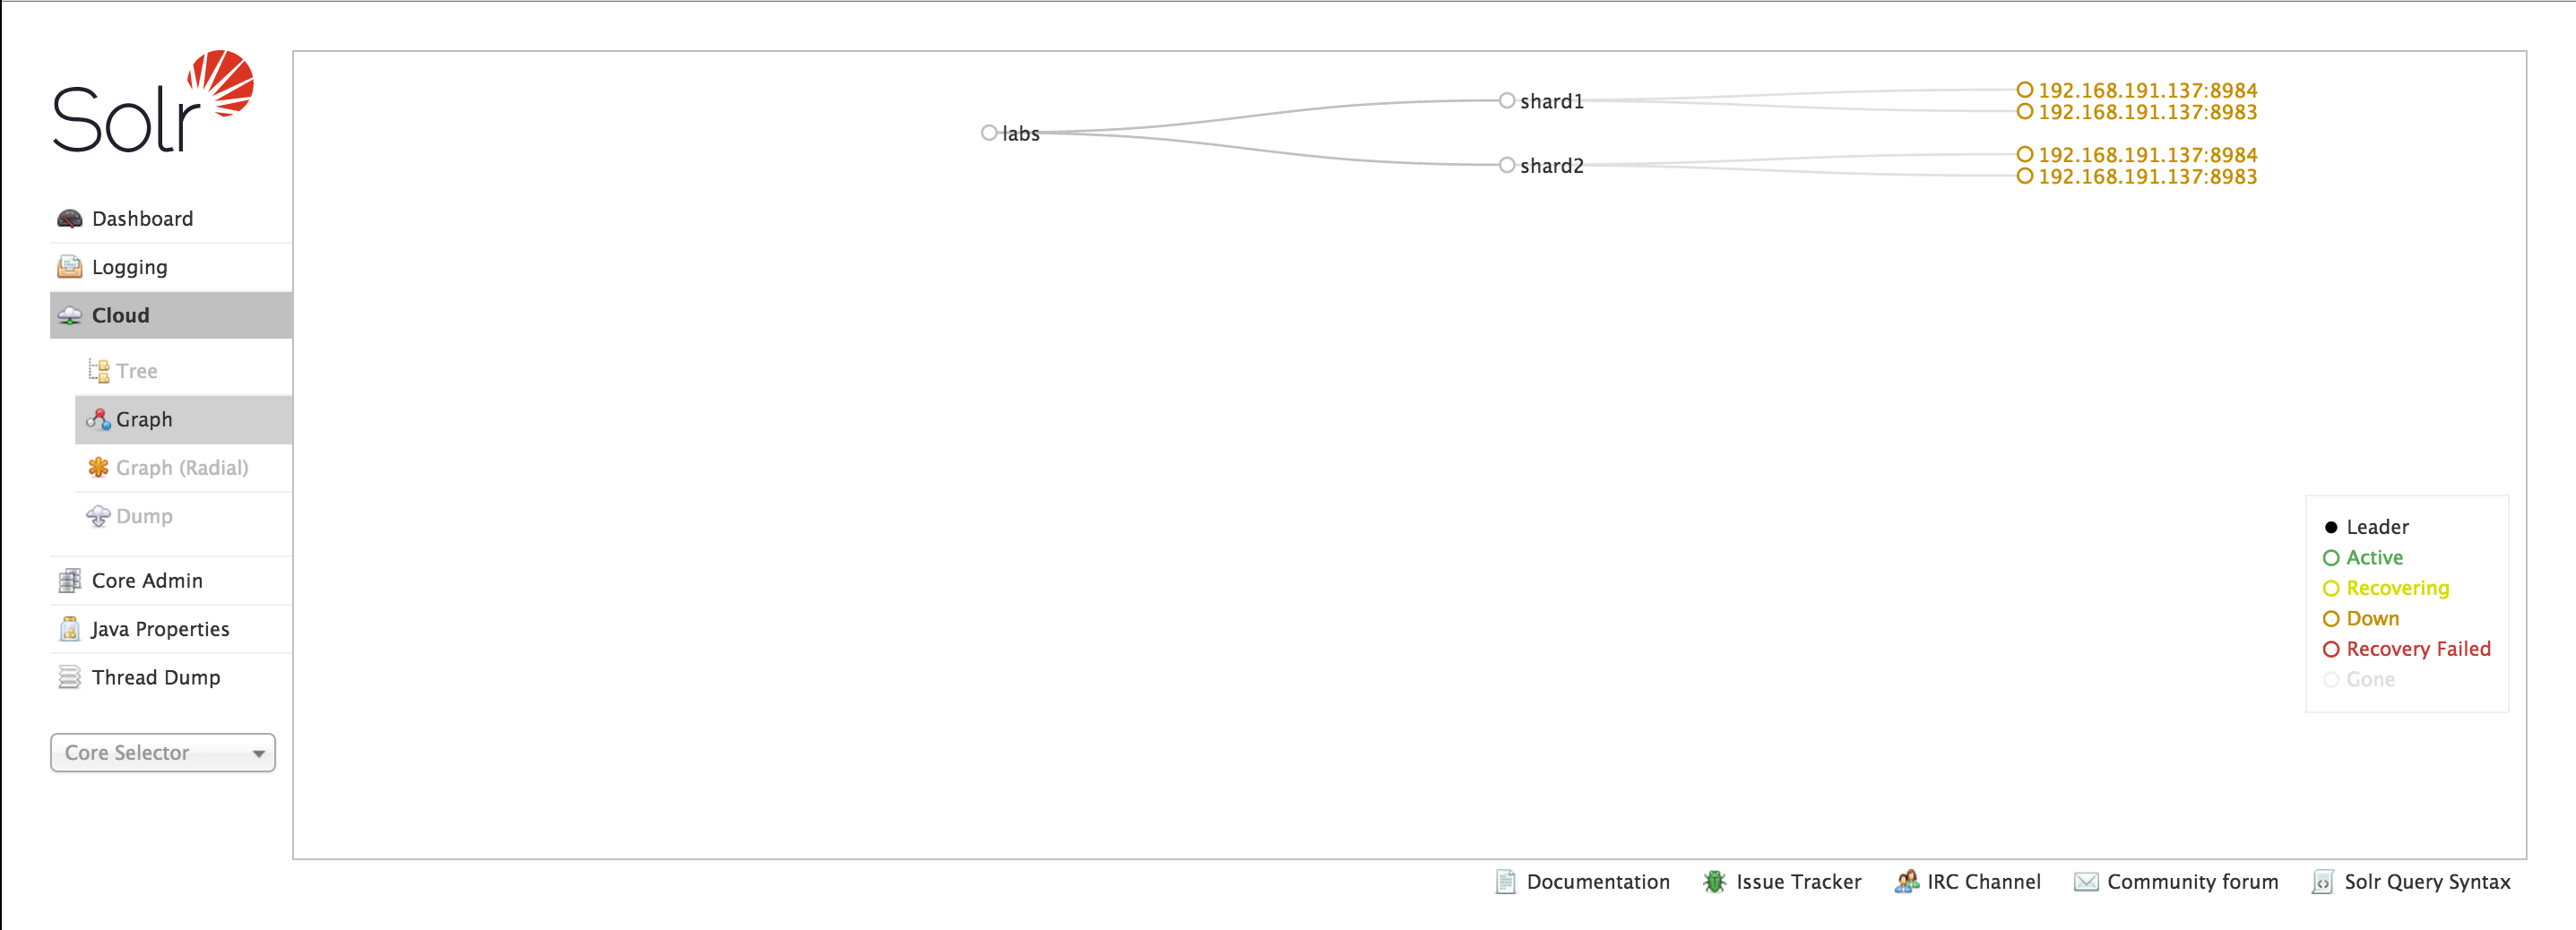 Solr
Dashboard
Logging
Cloud
Tree
Graph
Graph (Radial)
Dump
Core Admin
Java Properties
Thread Dump
Core Selector
labs
shard1
shard2
192.168.191.137:8984
192.168.191.137:8983
192.168.191.137:8984
192.168.191.137:8983
Leader
Active
Recovering
Down
Recovery Failed
Gone
Documentation Issue Tracker IRC Channel Community forum Solr Query Syntax